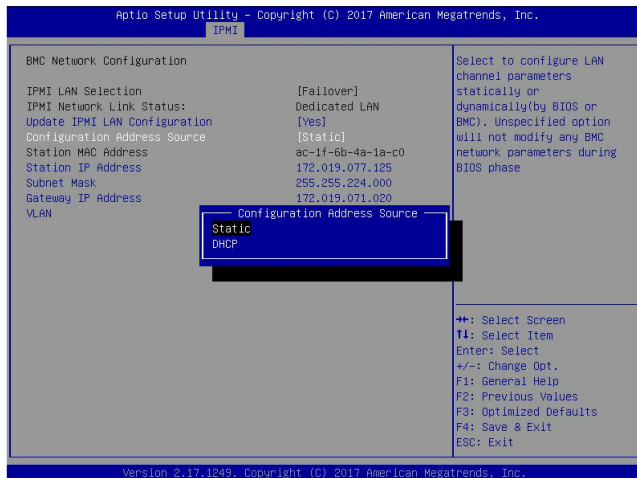 Aptio Setup Utility – Copyright (C) 2017 American Megatrends, Inc.
IPMI
BMC Network Configuration
IPMI LAN Selection [Failover]
IPMI Network Link Status: Dedicated LAN
Update IPMI LAN Configuration [Yes]
Configuration Address Source [Static]
Station MAC Address ac-1f-6b-4a-1a-c0
Station IP Address 172.019.077.125
Subnet Mask 255.255.224.000
Gateway IP Address 172.019.071.020
VLAN
Configuration Address Source
Static
DHCP
Select to configure LAN
channel parameters
statically or
dynamically(by BIOS or
BMC). Unspecified option
will not modify any BMC
network parameters during
BIOS phase
→←: Select Screen
↑↓: Select Item
Enter: Select
+/-: Change Opt.
F1: General Help
F2: Previous Values
F3: Optimized Defaults
F4: Save & Exit
ESC: Exit
Version 2.17.1249. Copyright (C) 2017 American Megatrends, Inc.